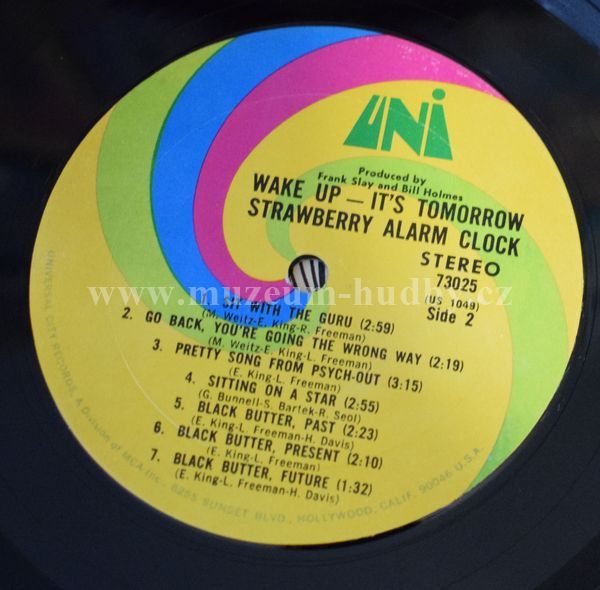 UNi
Produced by
Frank Slay and Bill Holmes
WAKE UP — IT'S TOMORROW
STRAWBERRY ALARM CLOCK
STEREO
73025
(US 1049)
Side 2
www.muzeum-hudby.cz
1. SIT WITH THE GURU (2:59)
(M. Weitz-E. King-R. Freeman)
2. GO BACK, YOU'RE GOING THE WRONG WAY (2:19)
(M. Weitz-E. King-L. Freeman)
3. PRETTY SONG FROM PSYCH-OUT (3:15)
(E. King-L. Freeman)
4. SITTING ON A STAR (2:55)
(G. Bunnell-S. Bartek-R. Seol)
5. BLACK BUTTER, PAST (2:23)
(E. King-L. Freeman-H. Davis)
6. BLACK BUTTER, PRESENT (2:10)
(E. King-L. Freeman)
7. BLACK BUTTER, FUTURE (1:32)
(E. King-L. Freeman-H. Davis)
UNIVERSAL CITY RECORDS, A Division of MCA Inc. 8255 SUNSET BLVD., HOLLYWOOD, CALIF. 90046 U.S.A.